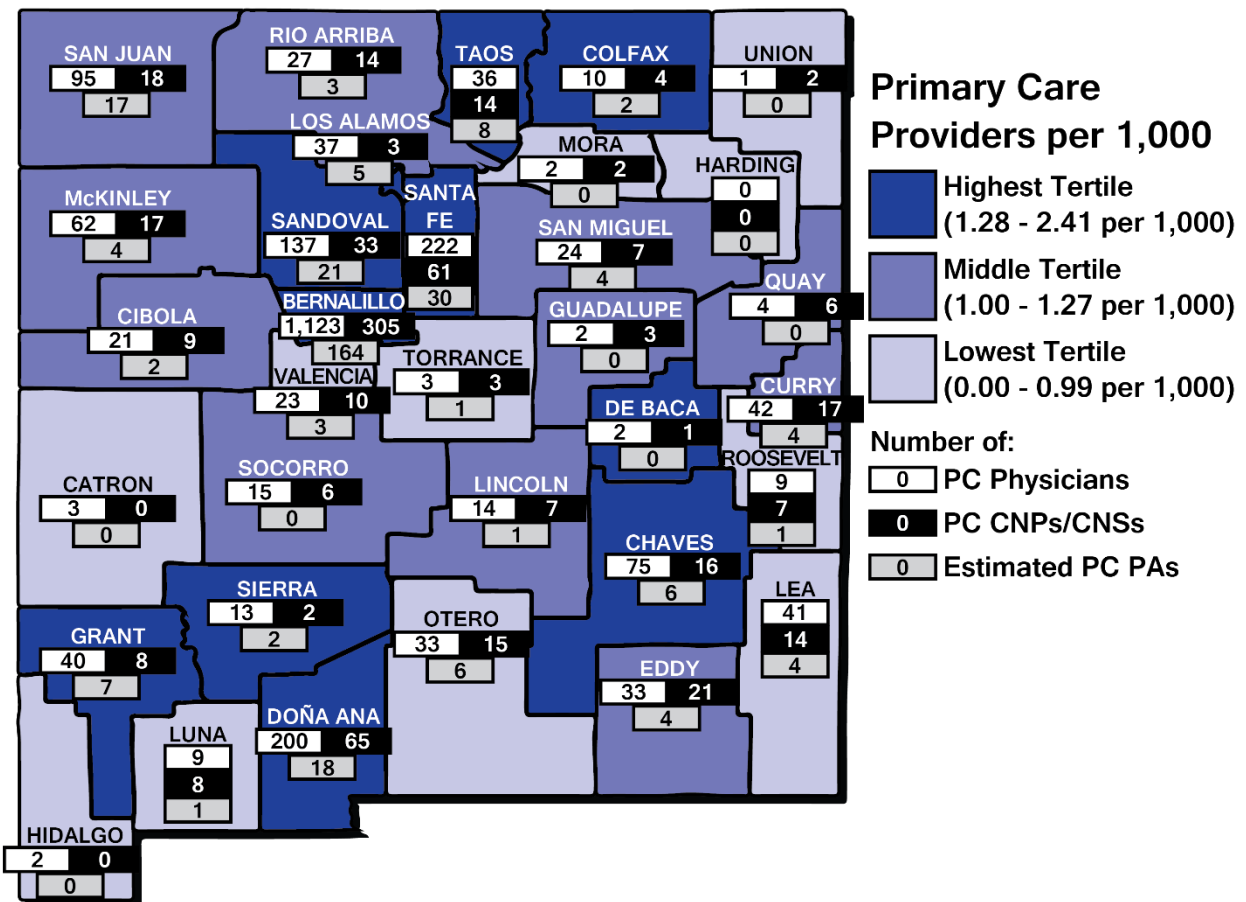 SAN JUAN
95 18
17
RIO ARRIBA
27 14
3
TAOS
36
14
8
COLFAX
10 4
2
UNION
1 2
0
LOS ALAMOS
37 3
5
MORA
2 2
0
HARDING
0
0
0
McKINLEY
62 17
4
SANDOVAL
137 33
21
SANTA
FE
222
61
30
SAN MIGUEL
24 7
4
QUAY
4 6
0
CIBOLA
21 9
2
BERNALILLO
1,123 305
164
GUADALUPE
2 3
0
VALENCIA
23 10
3
TORRANCE
3 3
1
CURRY
42 17
4
DE BACA
2 1
0
ROOSEVELT
9
7
1
CATRON
3 0
0
SOCORRO
15 6
0
LINCOLN
14 7
1
CHAVES
75 16
6
SIERRA
13 2
2
OTERO
33 15
6
LEA
41
14
4
GRANT
40 8
7
EDDY
33 21
4
DOÑA ANA
200 65
18
LUNA
9
8
1
HIDALGO
2 0
0
Primary Care
Providers per 1,000
Highest Tertile
(1.28 - 2.41 per 1,000)
Middle Tertile
(1.00 - 1.27 per 1,000)
Lowest Tertile
(0.00 - 0.99 per 1,000)
Number of:
0 PC Physicians
0 PC CNPs/CNSs
0 Estimated PC PAs